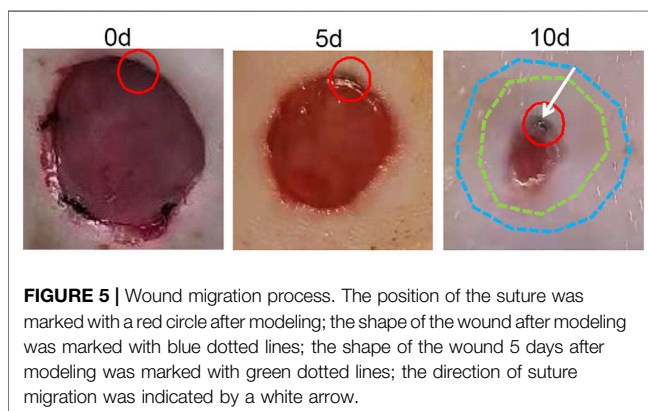 0d 5d 10d
FIGURE 5 | Wound migration process. The position of the suture was
marked with a red circle after modeling; the shape of the wound after modeling
was marked with blue dotted lines; the shape of the wound 5 days after
modeling was marked with green dotted lines; the direction of suture
migration was indicated by a white arrow.